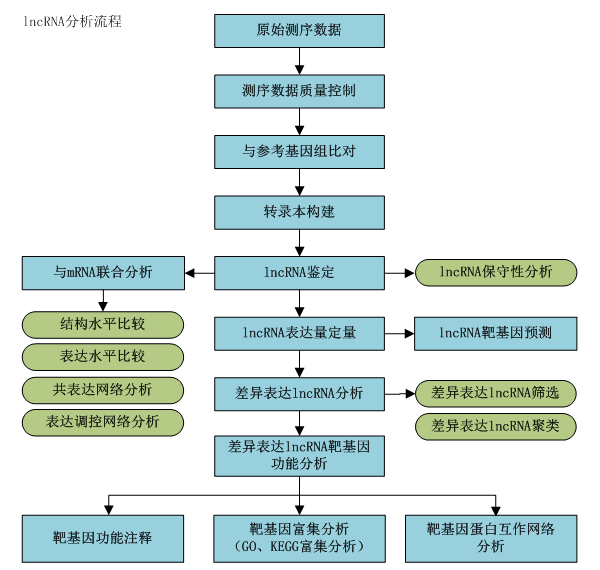 lncRNA分析流程
原始测序数据
测序数据质量控制
与参考基因组比对
转录本构建
与mRNA联合分析
lncRNA鉴定
lncRNA保守性分析
结构水平比较
表达水平比较
共表达网络分析
表达调控网络分析
lncRNA表达量定量
lncRNA靶基因预测
差异表达lncRNA分析
差异表达lncRNA筛选
差异表达lncRNA聚类
差异表达lncRNA靶基因
功能分析
靶基因功能注释
靶基因富集分析
（GO、KEGG富集分析）
靶基因蛋白互作网络
分析